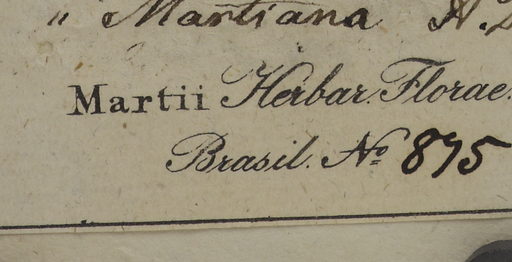 " Martiana A.
Martii Herbar. Florae.
Brasil. No 875